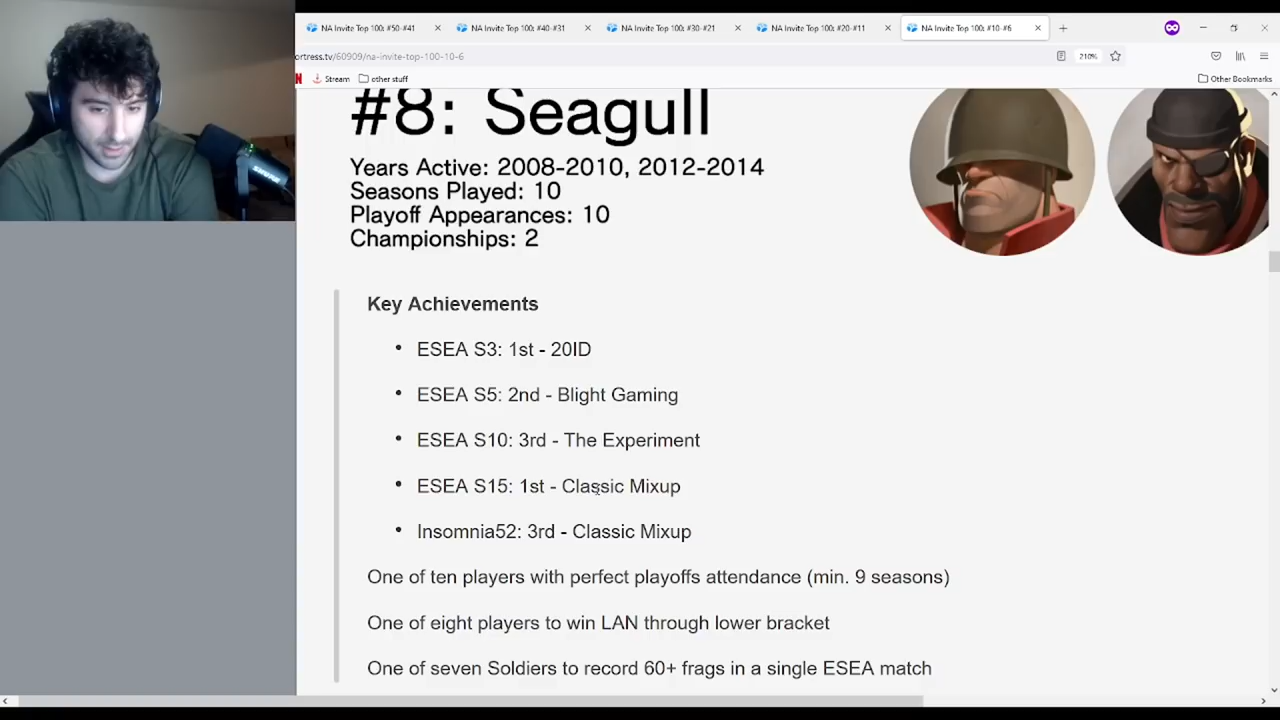 NA Invite Top 100: #50-#41
NA Invite Top 100: #40-#31
NA Invite Top 100: #30-#21
NA Invite Top 100: #20-#11
NA Invite Top 100: #10-#6
ortress.tv/60909/na-invite-top-100-10-6
210%
Stream
other stuff
Other Bookmarks
#8: Seagull
Years Active: 2008-2010, 2012-2014
Seasons Played: 10
Playoff Appearances: 10
Championships: 2
Key Achievements
• ESEA S3: 1st - 20ID
• ESEA S5: 2nd - Blight Gaming
• ESEA S10: 3rd - The Experiment
• ESEA S15: 1st - Classic Mixup
• Insomnia52: 3rd - Classic Mixup
One of ten players with perfect playoffs attendance (min. 9 seasons)
One of eight players to win LAN through lower bracket
One of seven Soldiers to record 60+ frags in a single ESEA match